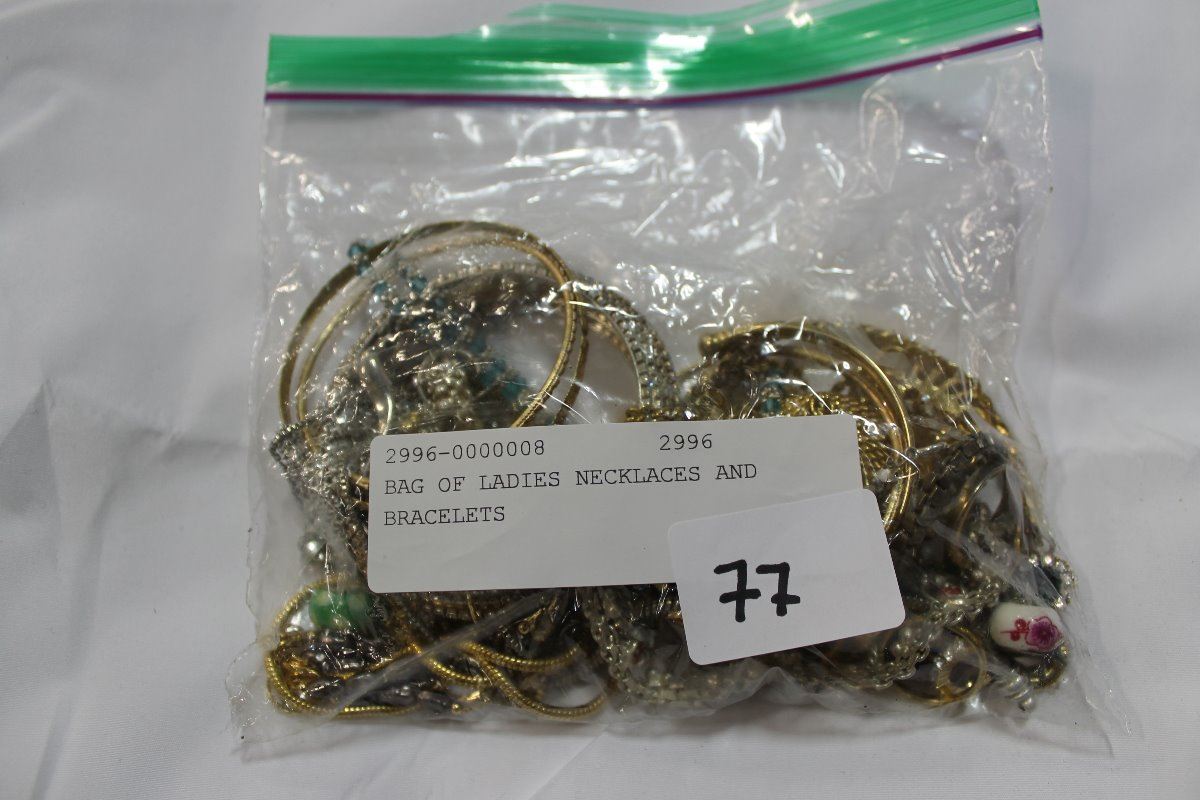 2996-0000008 2996
BAG OF LADIES NECKLACES AND
BRACELETS
77